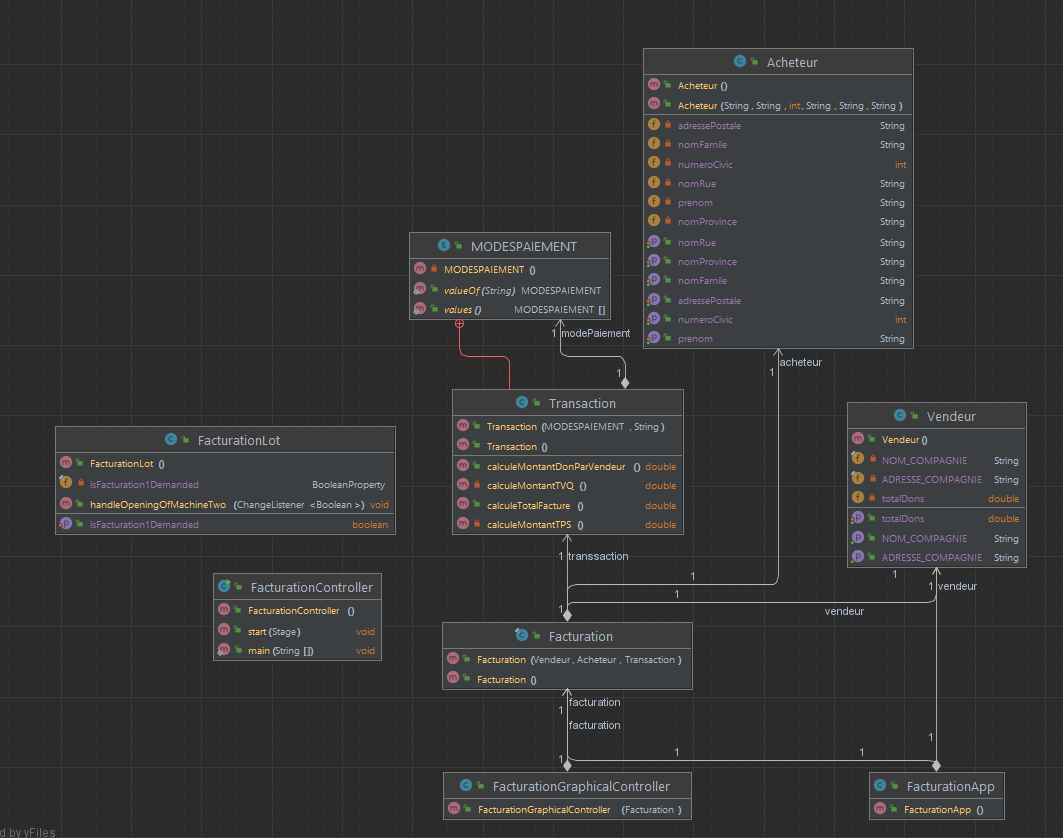 Acheteur
Acheteur ()
Acheteur (String , String , int, String , String , String )
adressePostale String
nomFamile String
numeroCivic int
nomRue String
prenom String
nomProvince String
nomRue String
nomProvince String
nomFamile String
adressePostale String
numeroCivic int
prenom String
MODESPAIEMENT
MODESPAIEMENT ()
valueOf (String) MODESPAIEMENT
values () MODESPAIEMENT []
1 modePaiement
1
acheteur
1
Transaction
Transaction (MODESPAIEMENT , String )
Transaction ()
calculeMontantDonParVendeur () double
calculeMontantTVQ () double
calculeTotalFacture () double
calculeMontantTPS () double
Vendeur
Vendeur ()
NOM_COMPAGNIE String
ADRESSE_COMPAGNIE String
totalDons double
totalDons double
NOM_COMPAGNIE String
ADRESSE_COMPAGNIE String
FacturationLot
FacturationLot ()
isFacturation1Demanded BooleanProperty
handleOpeningOfMachineTwo (ChangeListener <Boolean >) void
isFacturation1Demanded boolean
1 transsaction
1
1
1
1 vendeur
1
vendeur
FacturationController
FacturationController ()
start (Stage) void
main (String []) void
Facturation
Facturation (Vendeur , Acheteur , Transaction )
Facturation ()
facturation
1
facturation
1
1
1
1
FacturationGraphicalController
FacturationGraphicalController (Facturation )
FacturationApp
FacturationApp ()
d by yFiles